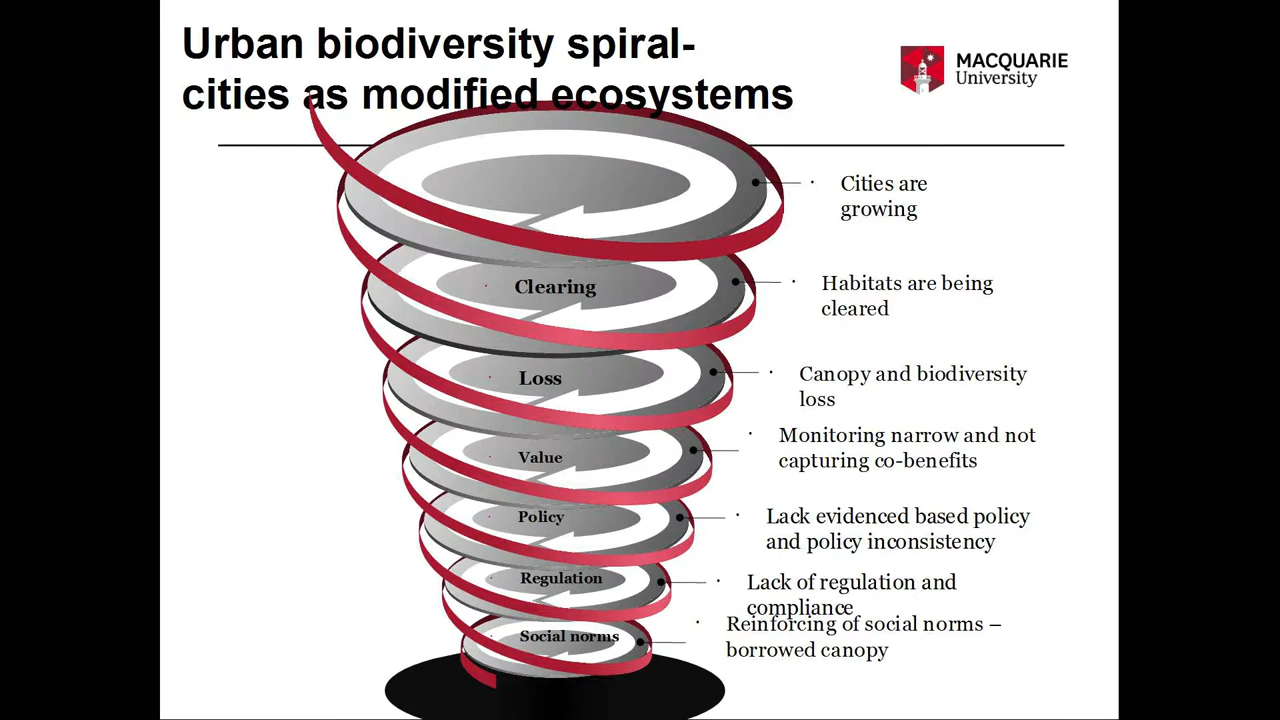 Urban biodiversity spiral-
cities as modified ecosystems
MACQUARIE
University
Cities are
growing
Clearing
Habitats are being
cleared
Loss
Canopy and biodiversity
loss
Value
Monitoring narrow and not
capturing co-benefits
Policy
Lack evidenced based policy
and policy inconsistency
Regulation
Lack of regulation and
compliance
Social norms
Reinforcing of social norms –
borrowed canopy